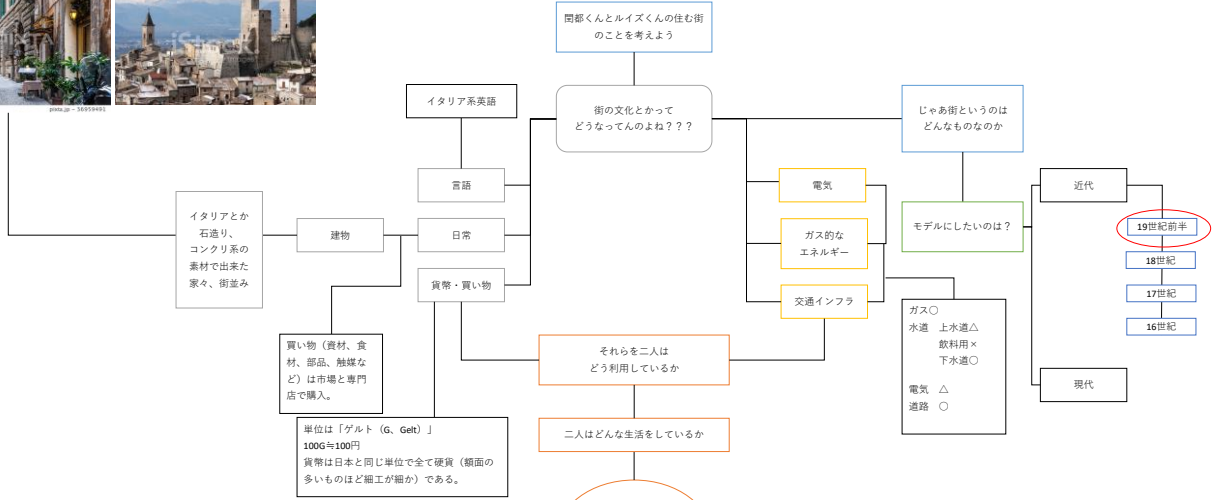 PIXTA
iStock
pixta.jp - 56959491
閏都くんとルイズくんの住む街
のことを考えよう
イタリア系英語
街の文化とかって
どうなってんのよね？？？
じゃあ街というのは
どんなものなのか
言語
電気
近代
イタリアとか
石造り、
コンクリ系の
素材で出来た
家々、街並み
建物
日常
ガス的な
エネルギー
モデルにしたいのは？
19世紀前半
18世紀
17世紀
16世紀
貨幣・買い物
交通インフラ
ガス〇
水道　上水道△
飲料用×
下水道〇
電気　△
道路　〇
買い物（資材、食
材、部品、触媒な
ど）は市場と専門
店で購入。
それらを二人は
どう利用しているか
現代
単位は「ゲルト（G、Gelt）」
100G≒100円
貨幣は日本と同じ単位で全て硬貨（額面の
多いものほど細工が細か）である。
二人はどんな生活をしているか